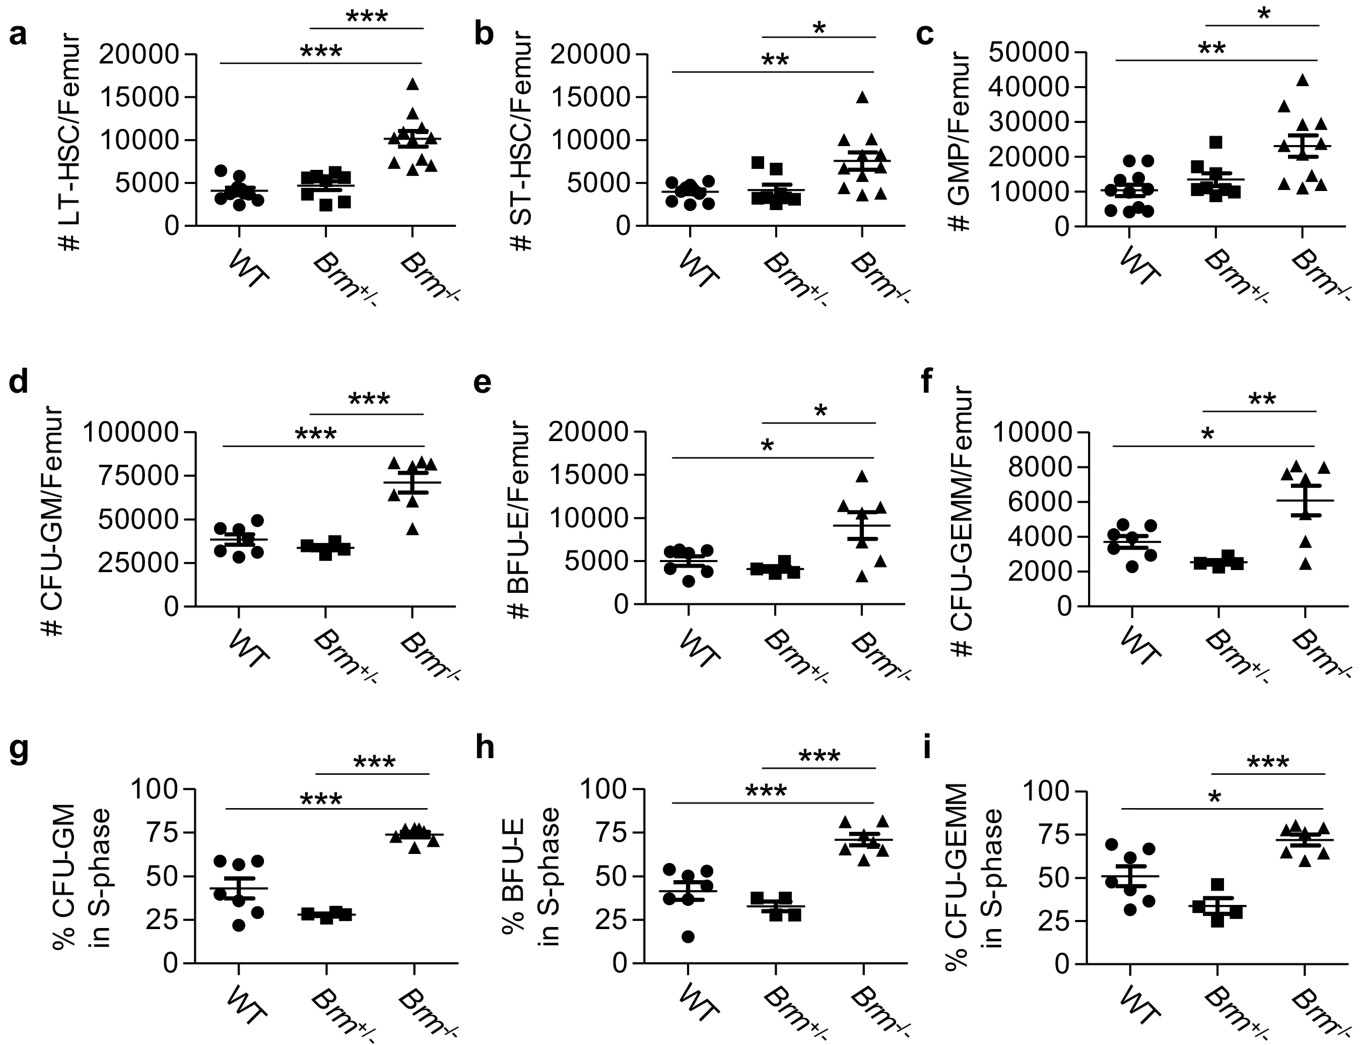 a
# LT-HSC/Femur
***
***
20000
15000
10000
5000
0
WT
Brm+/-
Brm-/-
b
# ST-HSC/Femur
*
**
20000
15000
10000
5000
0
WT
Brm+/-
Brm-/-
c
# GMP/Femur
*
**
50000
40000
30000
20000
10000
0
WT
Brm+/-
Brm-/-
d
# CFU-GM/Femur
***
***
100000
75000
50000
25000
0
WT
Brm+/-
Brm-/-
e
# BFU-E/Femur
*
*
20000
15000
10000
5000
0
WT
Brm+/-
Brm-/-
f
# CFU-GEMM/Femur
**
*
10000
8000
6000
4000
2000
0
WT
Brm+/-
Brm-/-
g
% CFU-GM
in S-phase
***
***
100
75
50
25
0
WT
Brm+/-
Brm-/-
h
% BFU-E
in S-phase
***
***
100
75
50
25
0
WT
Brm+/-
Brm-/-
i
% CFU-GEMM
in S-phase
***
*
100
75
50
25
0
WT
Brm+/-
Brm-/-